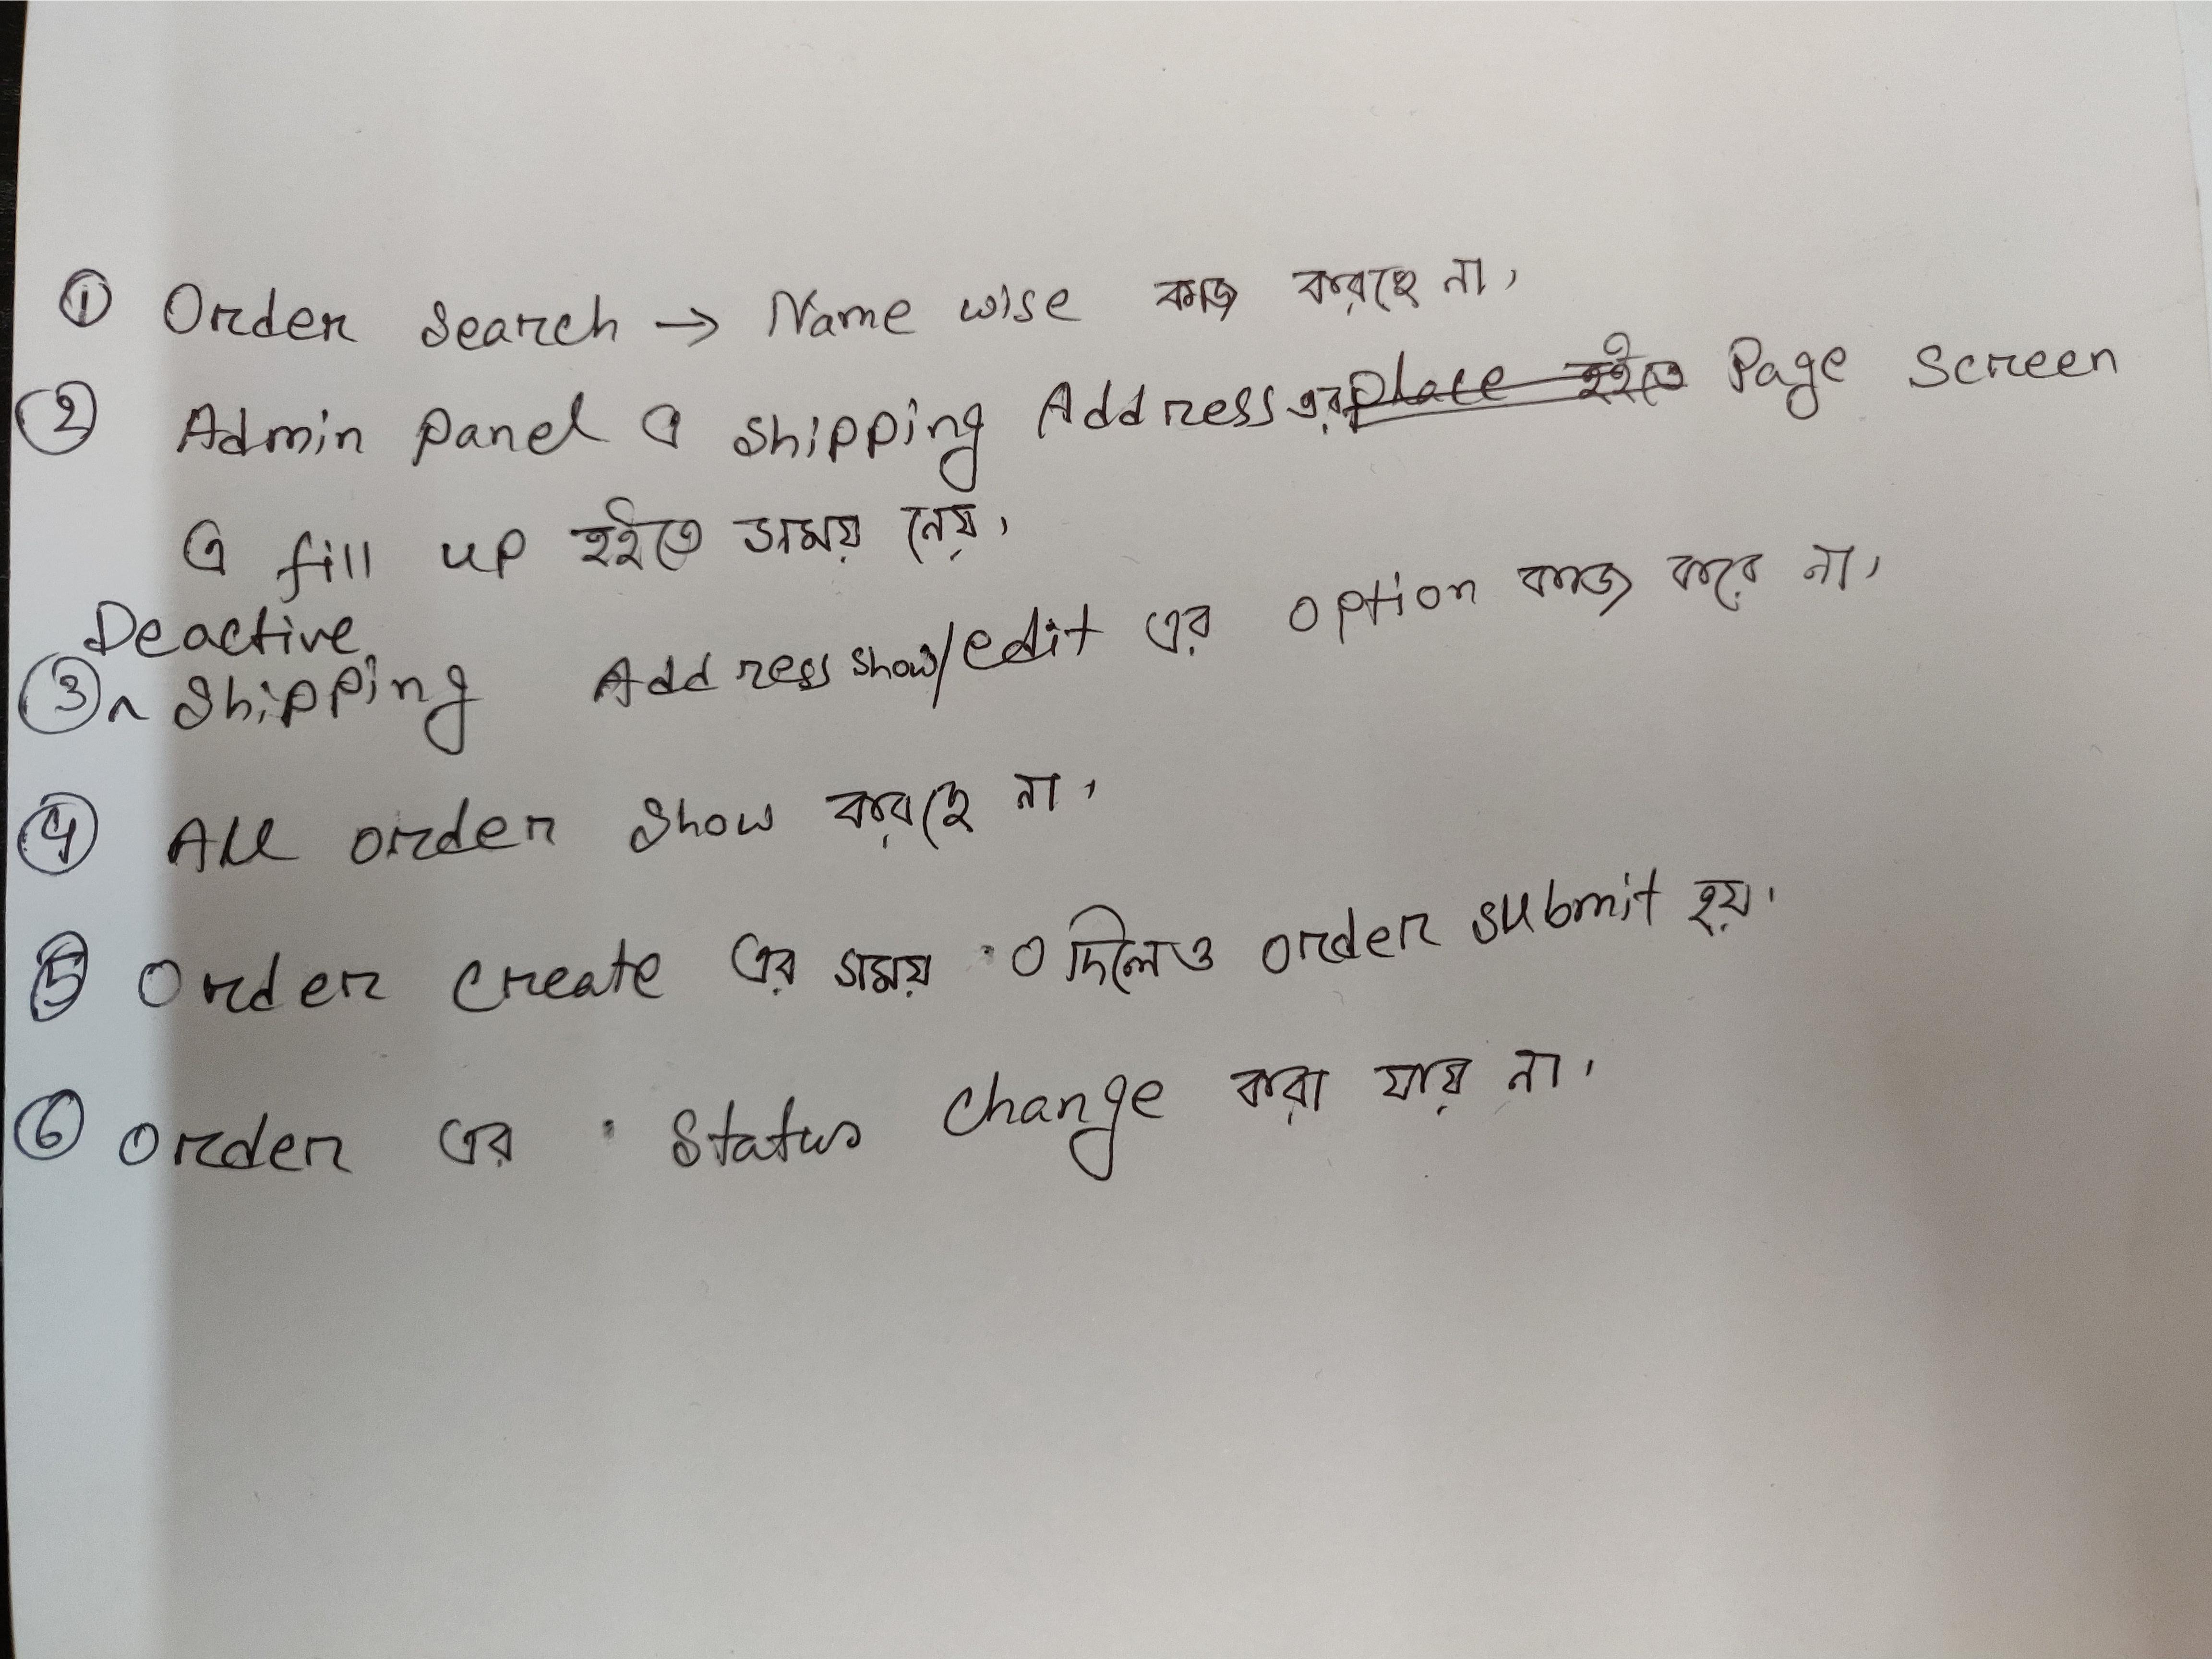 ① Order Search → Name wise কাজ করছে না,
② Admin panel এ shipping Address এর place হইতে Page Screen
এ fill up হইতে সময় নেয়,
Deactive
③ ^ Shipping Address show/edit এর option কাজ করে না,
④ All order show করছে না,
⑤ Order create এর সময় 0 দিলেও order submit হয়,
⑥ Order এর Status change করা যায় না,